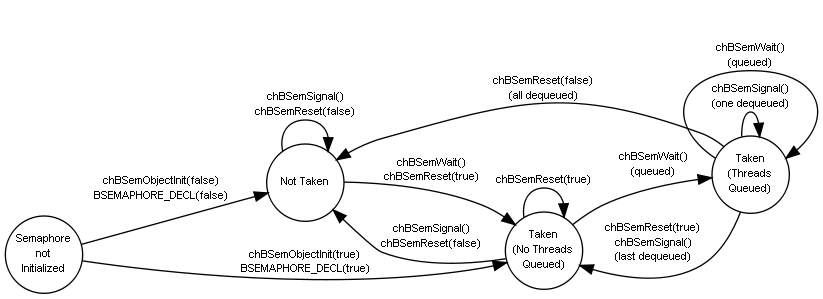 chBSemWait()
(queued)
chBSemReset(false)
(all dequeued)
chBSemSignal()
(one dequeued)
chBSemSignal()
chBSemReset(false)
chBSemWait()
chBSemReset(true)
chBSemWait()
(queued)
Taken
(Threads
Queued)
chBSemObjectInit(false)
BSEMAPHORE_DECL(false)
Not Taken
chBSemReset(true)
chBSemSignal()
chBSemReset(false)
chBSemReset(true)
chBSemSignal()
(last dequeued)
Semaphore
not
Initialized
chBSemObjectInit(true)
BSEMAPHORE_DECL(true)
Taken
(No Threads
Queued)